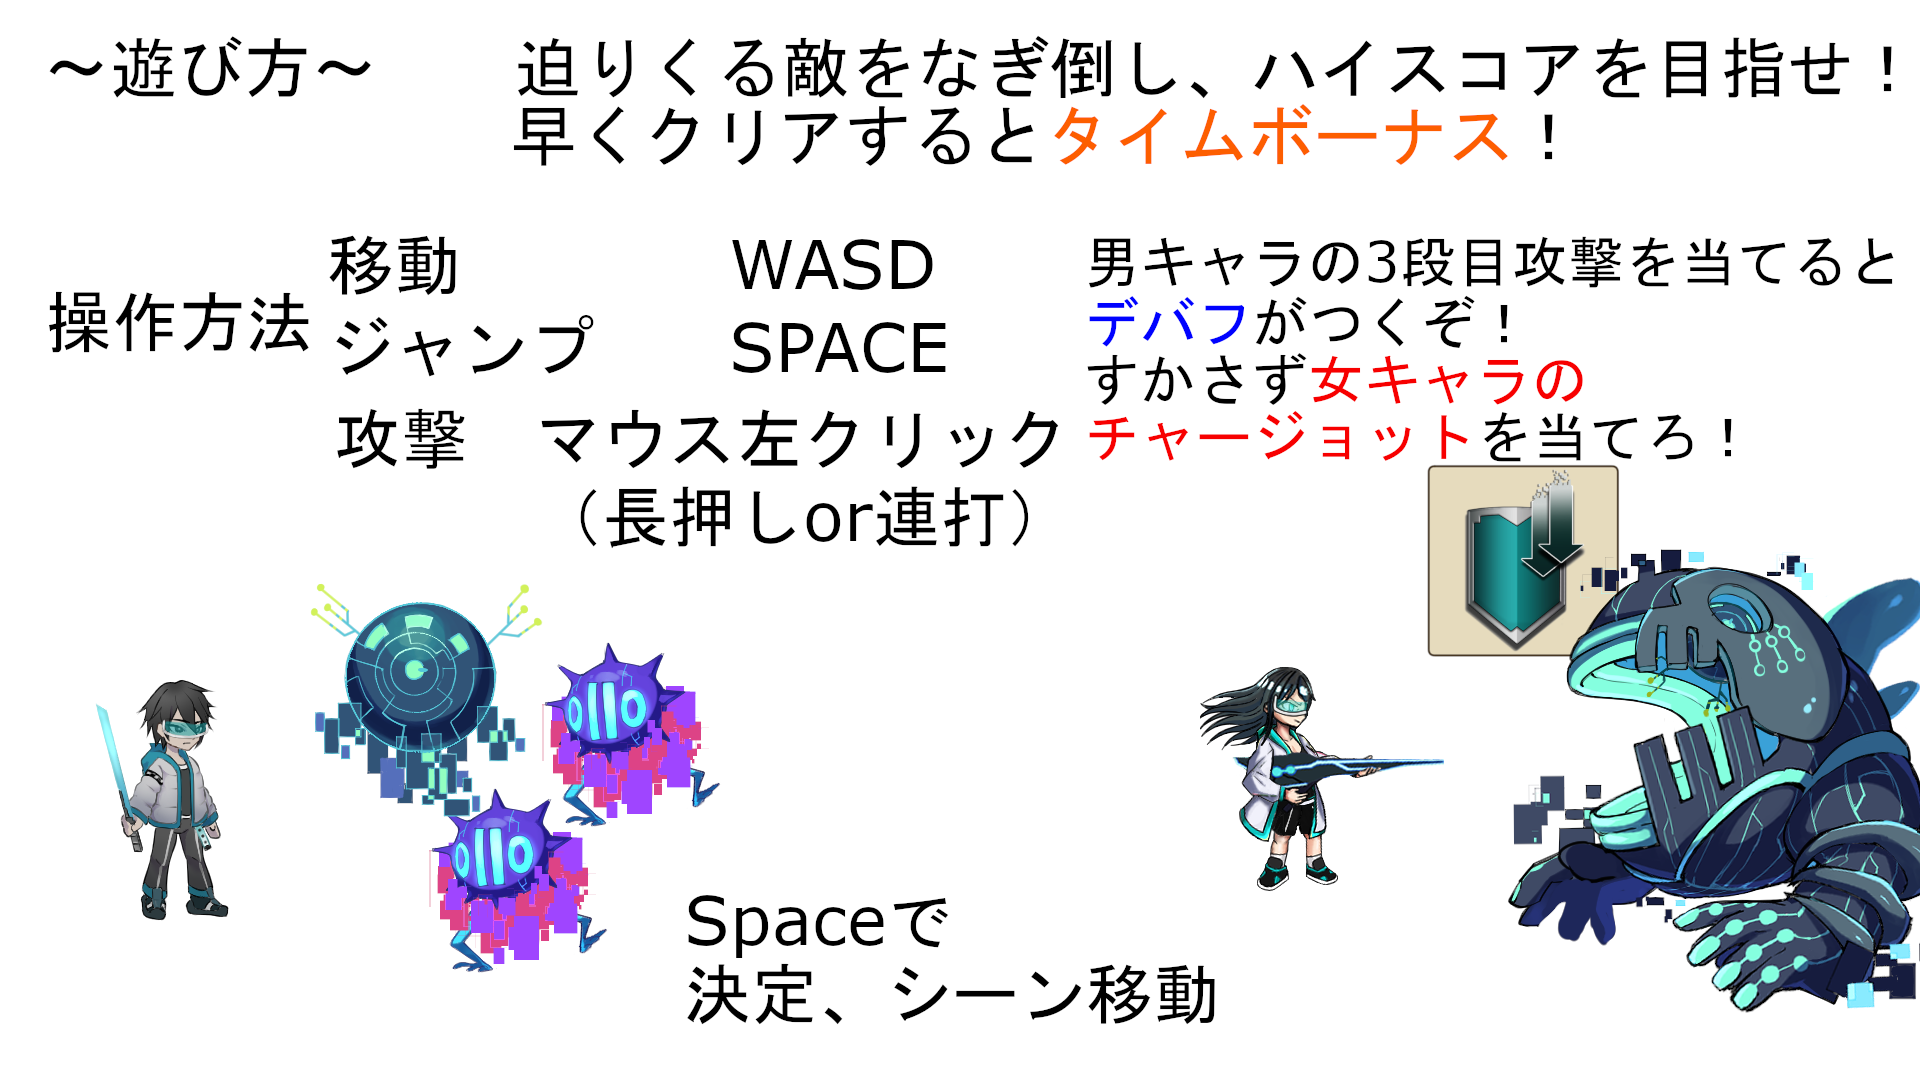 ～遊び方～
迫りくる敵をなぎ倒し、ハイスコアを目指せ！
早くクリアするとタイムボーナス！
操作方法
移動 WASD
ジャンプ SPACE
攻撃 マウス左クリック
（長押しor連打）
男キャラの3段目攻撃を当てると
デバフがつくぞ！
すかさず女キャラの
チャージョットを当てろ！
Spaceで
決定、シーン移動